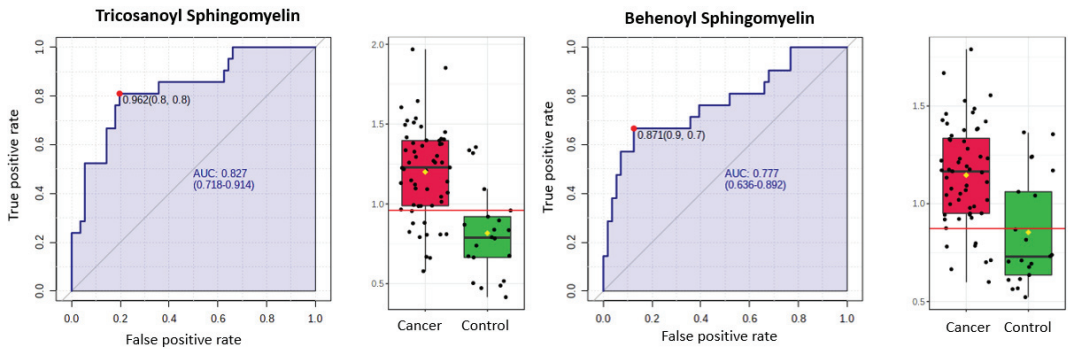 Tricosanoyl Sphingomyelin
Behenoyl Sphingomyelin
True positive rate
1.0
0.8
0.6
0.4
0.2
0.0
0.962(0.8, 0.8)
AUC: 0.827
(0.718-0.914)
0.0 0.2 0.4 0.6 0.8 1.0
False positive rate
2.0
1.5
1.0
0.5
Cancer Control
True positive rate
1.0
0.8
0.6
0.4
0.2
0.0
0.871(0.9, 0.7)
AUC: 0.777
(0.636-0.892)
0.0 0.2 0.4 0.6 0.8 1.0
False positive rate
1.5
1.0
0.5
Cancer Control